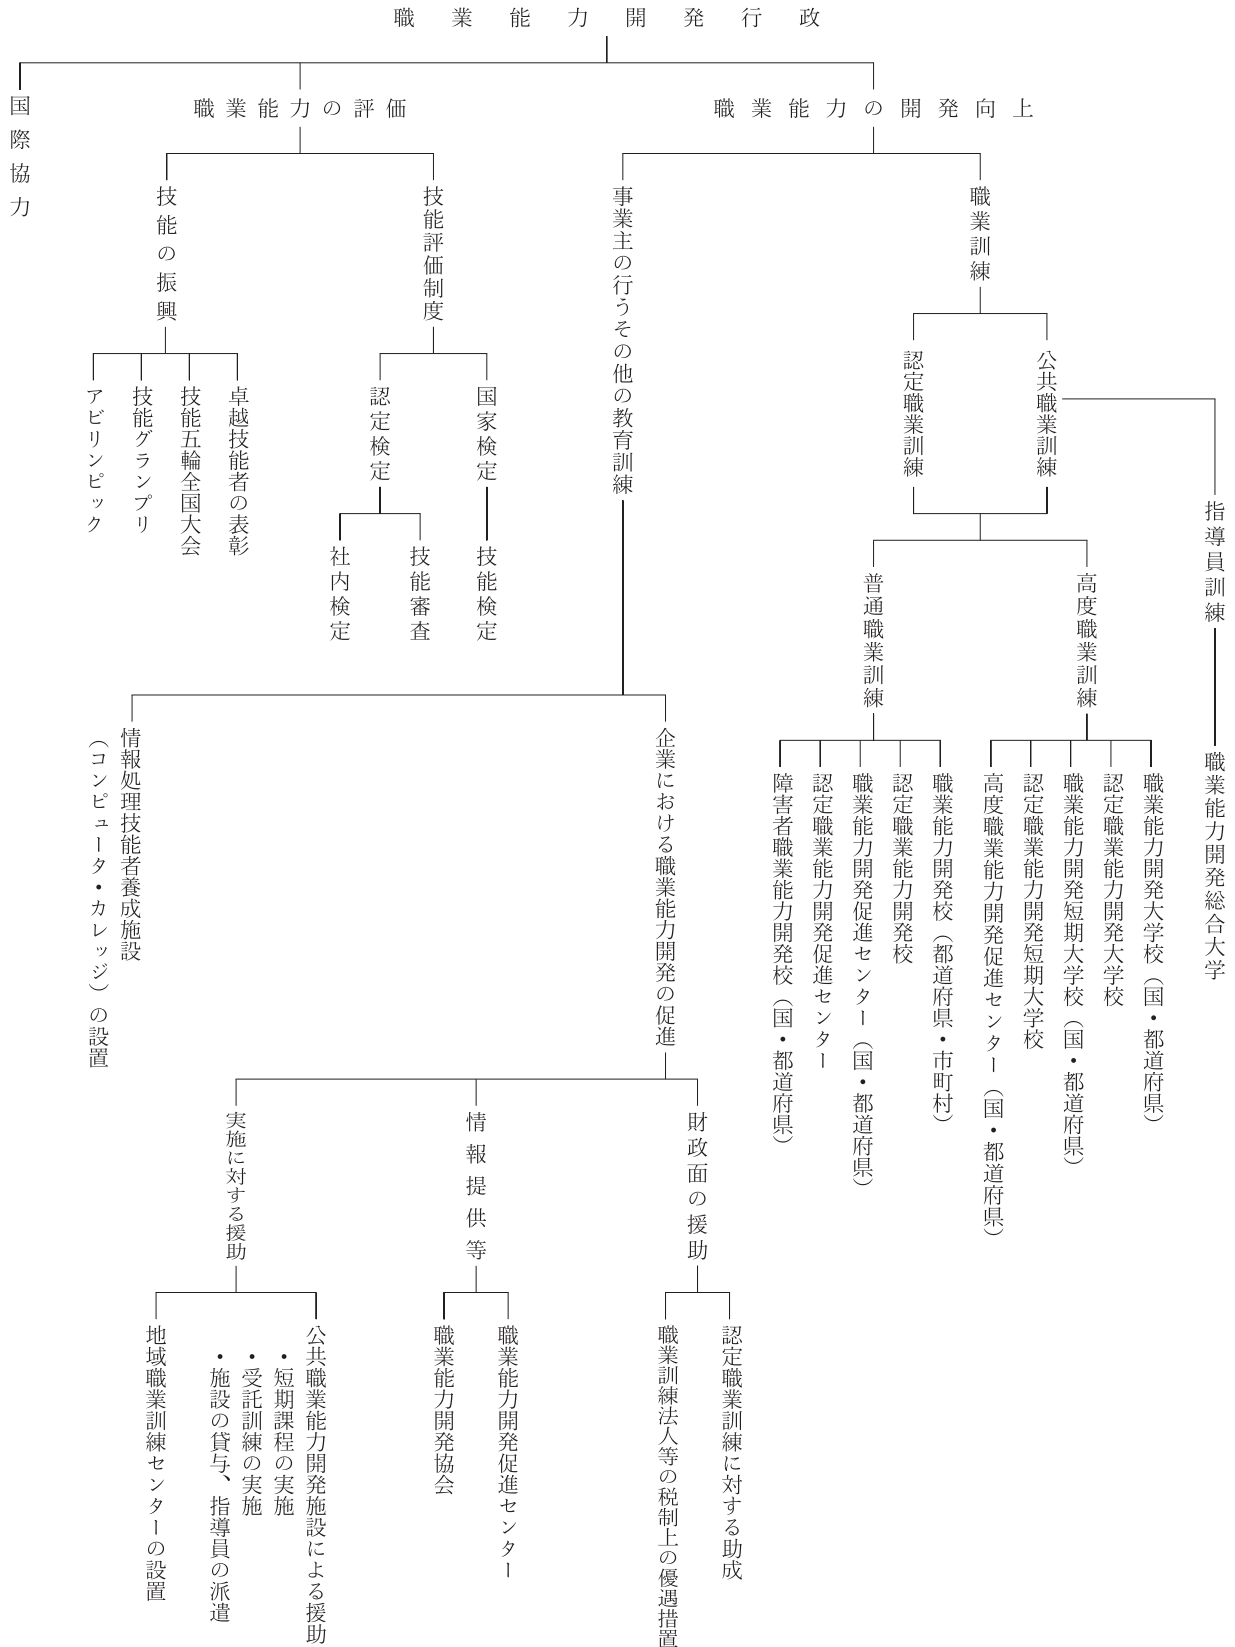 職業能力開発行政
職業能力の開発向上
職業能力の評価
国際協力
職業訓練
事業主の行うその他の教育訓練
技能評価制度
技能の振興
公共職業訓練
認定職業訓練
指導員訓練
職業能力開発総合大学
高度職業訓練
普通職業訓練
職業能力開発大学校（国・都道府県）
認定職業能力開発大学校
職業能力開発短期大学校（国・都道府県）
認定職業能力開発短期大学校
高度職業能力開発促進センター（国・都道府県）
職業能力開発校（都道府県・市町村）
認定職業能力開発校
職業能力開発促進センター（国・都道府県）
認定職業能力開発促進センター
障害者職業能力開発校（国・都道府県）
国家検定
認定検定
技能検定
技能審査
社内検定
卓越技能者の表彰
技能五輪全国大会
技能グランプリ
アビリンピック
企業における職業能力開発の促進
情報処理技能者養成施設
（コンピュータ・カレッジ）の設置
財政面の援助
情報提供等
実施に対する援助
認定職業訓練に対する助成
職業訓練法人等の税制上の優遇措置
職業能力開発促進センター
職業能力開発協会
公共職業能力開発施設による援助
・短期課程の実施
・受託訓練の実施
・施設の貸与、指導員の派遣
地域職業訓練センターの設置